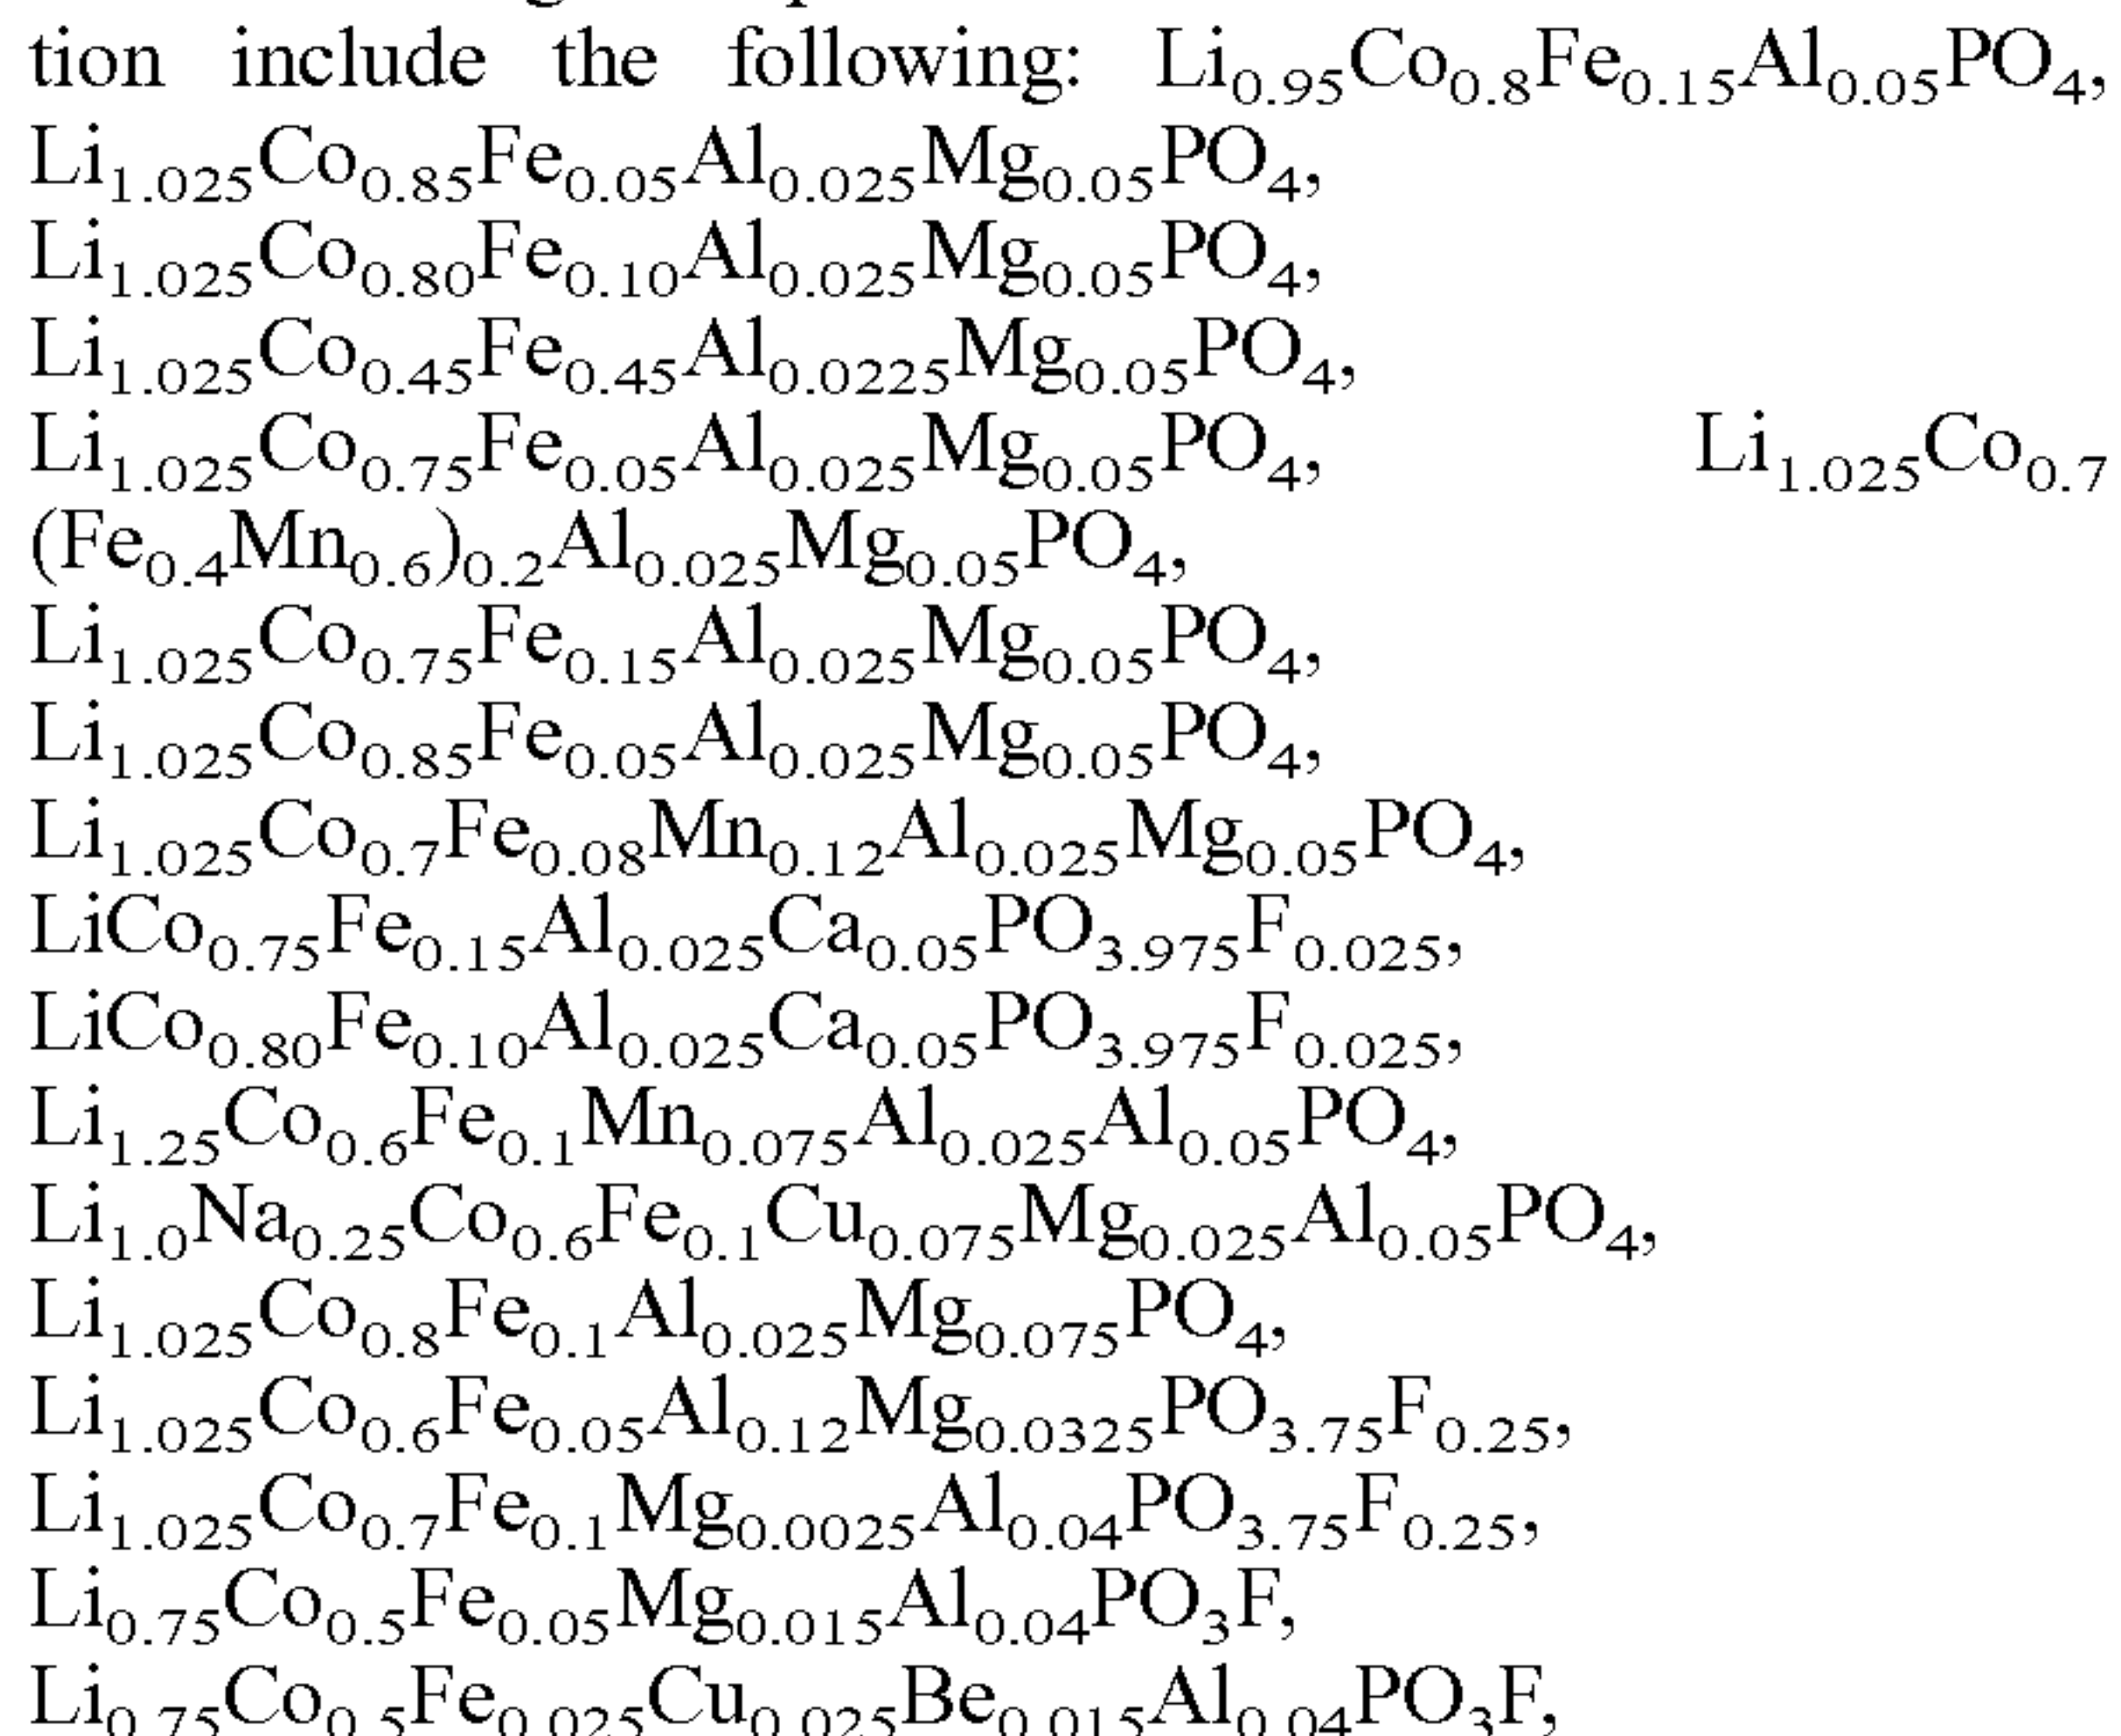 tion include the following: Li₀.₉₅Co₀.₈Fe₀.₁₅Al₀.₀₅PO₄,
Li₁.₀₂₅Co₀.₈₅Fe₀.₀₅Al₀.₀₂₅Mg₀.₀₅PO₄,
Li₁.₀₂₅Co₀.₈₀Fe₀.₁₀Al₀.₀₂₅Mg₀.₀₅PO₄,
Li₁.₀₂₅Co₀.₄₅Fe₀.₄₅Al₀.₀₂₂₅Mg₀.₀₅PO₄,
Li₁.₀₂₅Co₀.₇₅Fe₀.₀₅Al₀.₀₂₅Mg₀.₀₅PO₄, Li₁.₀₂₅Co₀.₇
(Fe₀.₄Mn₀.₆)₀.₂Al₀.₀₂₅Mg₀.₀₅PO₄,
Li₁.₀₂₅Co₀.₇₅Fe₀.₁₅Al₀.₀₂₅Mg₀.₀₅PO₄,
Li₁.₀₂₅Co₀.₈₅Fe₀.₀₅Al₀.₀₂₅Mg₀.₀₅PO₄,
Li₁.₀₂₅Co₀.₇Fe₀.₀₈Mn₀.₁₂Al₀.₀₂₅Mg₀.₀₅PO₄,
LiCo₀.₇₅Fe₀.₁₅Al₀.₀₂₅Ca₀.₀₅PO₃.₉₇₅F₀.₀₂₅,
LiCo₀.₈₀Fe₀.₁₀Al₀.₀₂₅Ca₀.₀₅PO₃.₉₇₅F₀.₀₂₅,
Li₁.₂₅Co₀.₆Fe₀.₁Mn₀.₀₇₅Al₀.₀₂₅Al₀.₀₅PO₄,
Li₁.₀Na₀.₂₅Co₀.₆Fe₀.₁Cu₀.₀₇₅Mg₀.₀₂₅Al₀.₀₅PO₄,
Li₁.₀₂₅Co₀.₈Fe₀.₁Al₀.₀₂₅Mg₀.₀₇₅PO₄,
Li₁.₀₂₅Co₀.₆Fe₀.₀₅Al₀.₁₂Mg₀.₀₃₂₅PO₃.₇₅F₀.₂₅,
Li₁.₀₂₅Co₀.₇Fe₀.₁Mg₀.₀₀₂₅Al₀.₀₄PO₃.₇₅F₀.₂₅,
Li₀.₇₅Co₀.₅Fe₀.₀₅Mg₀.₀₁₅Al₀.₀₄PO₃F,
Li₀.₇₅Co₀.₅Fe₀.₀₂₅Cu₀.₀₂₅Be₀.₀₁₅Al₀.₀₄PO₃F,